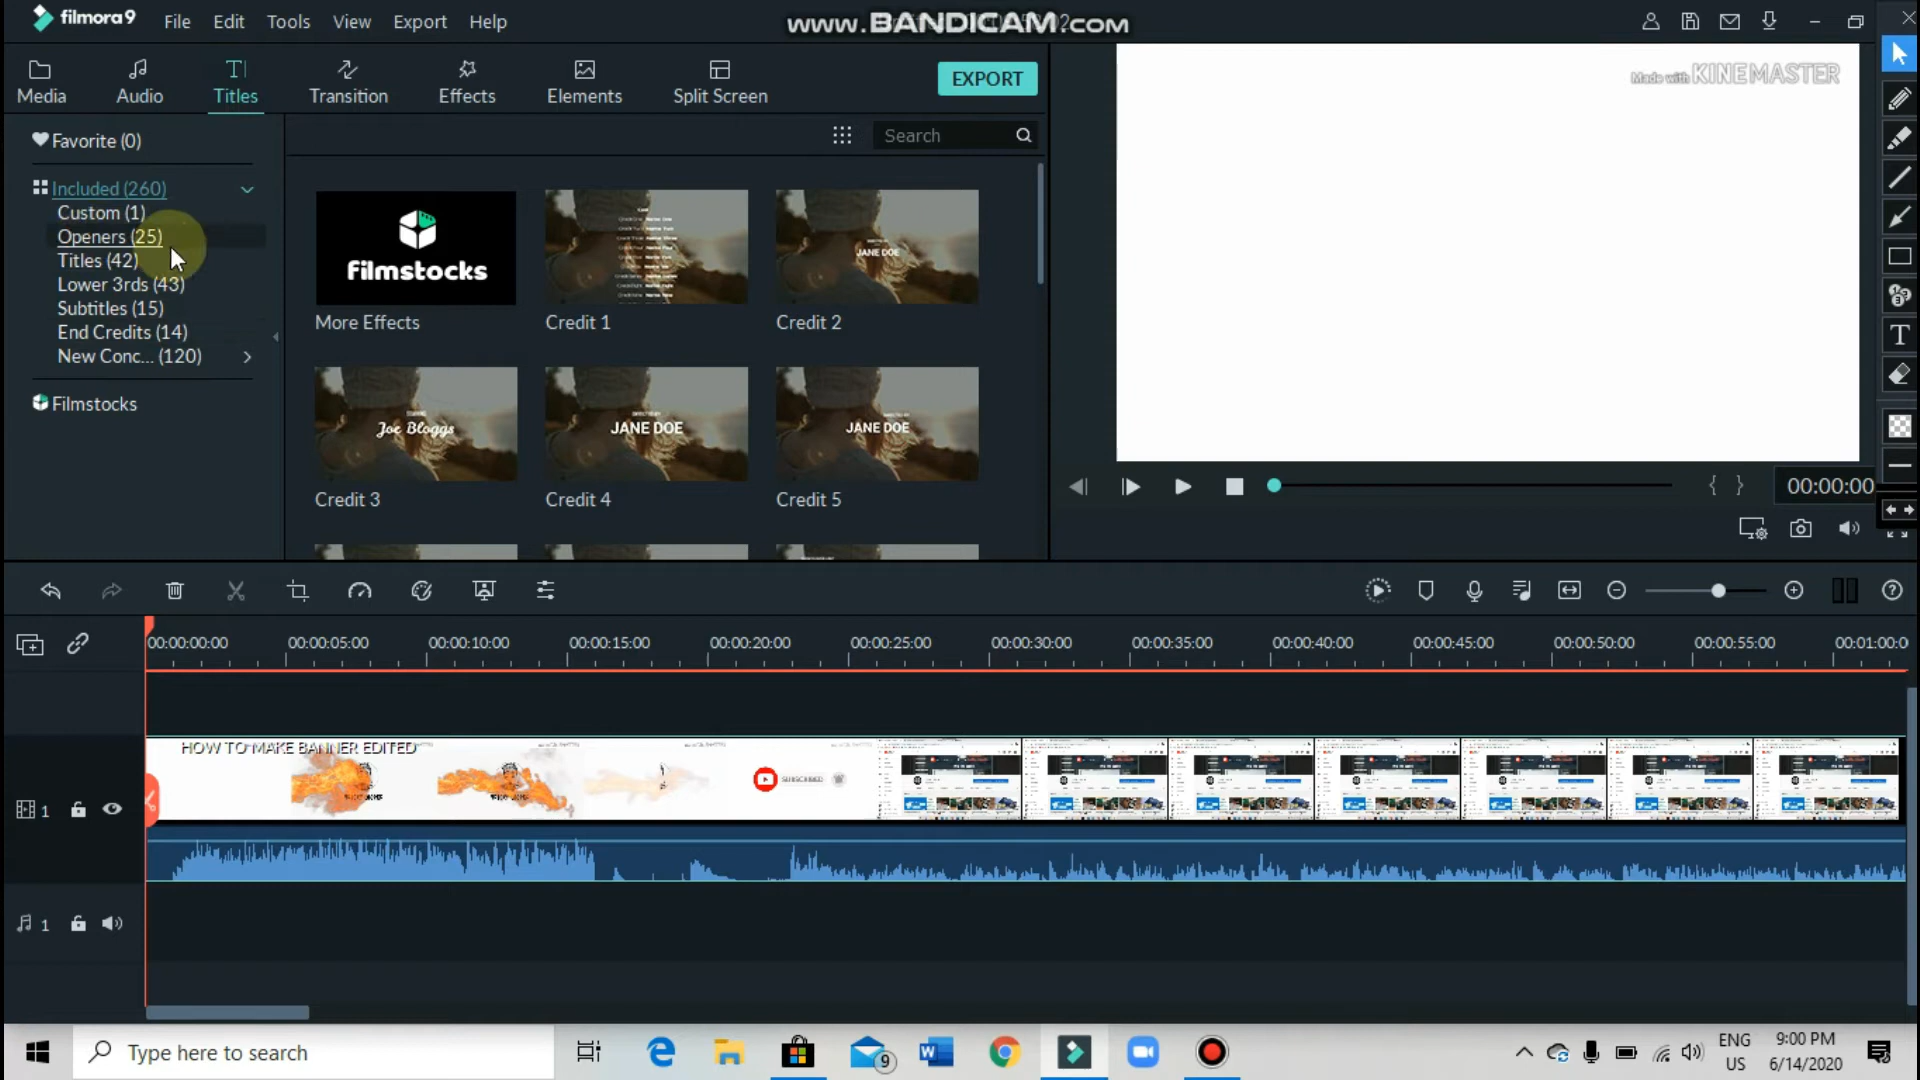 filmora9
File Edit Tools View Export Help
www.BANDICAM.com
Media
Audio
Titles
Transition
Effects
Elements
Split Screen
EXPORT
Made with KINEMASTER
Favorite (0)
Search
Included (260)
Custom (1)
Openers (25)
Titles (42)
Lower 3rds (43)
Subtitles (15)
End Credits (14)
New Conc... (120)
Filmstocks
filmstocks
JANE DOE
More Effects
Credit 1
Credit 2
Joe Bloggs
JANE DOE
JANE DOE
Credit 3
Credit 4
Credit 5
00:00:00
00:00:00:00
00:00:05:00
00:00:10:00
00:00:15:00
00:00:20:00
00:00:25:00
00:00:30:00
00:00:35:00
00:00:40:00
00:00:45:00
00:00:50:00
00:00:55:00
00:01:00:0
HOW TO MAKE BANNER EDITED
SUBSCRIBED
1
1
Type here to search
9
ENG
US
9:00 PM
6/14/2020